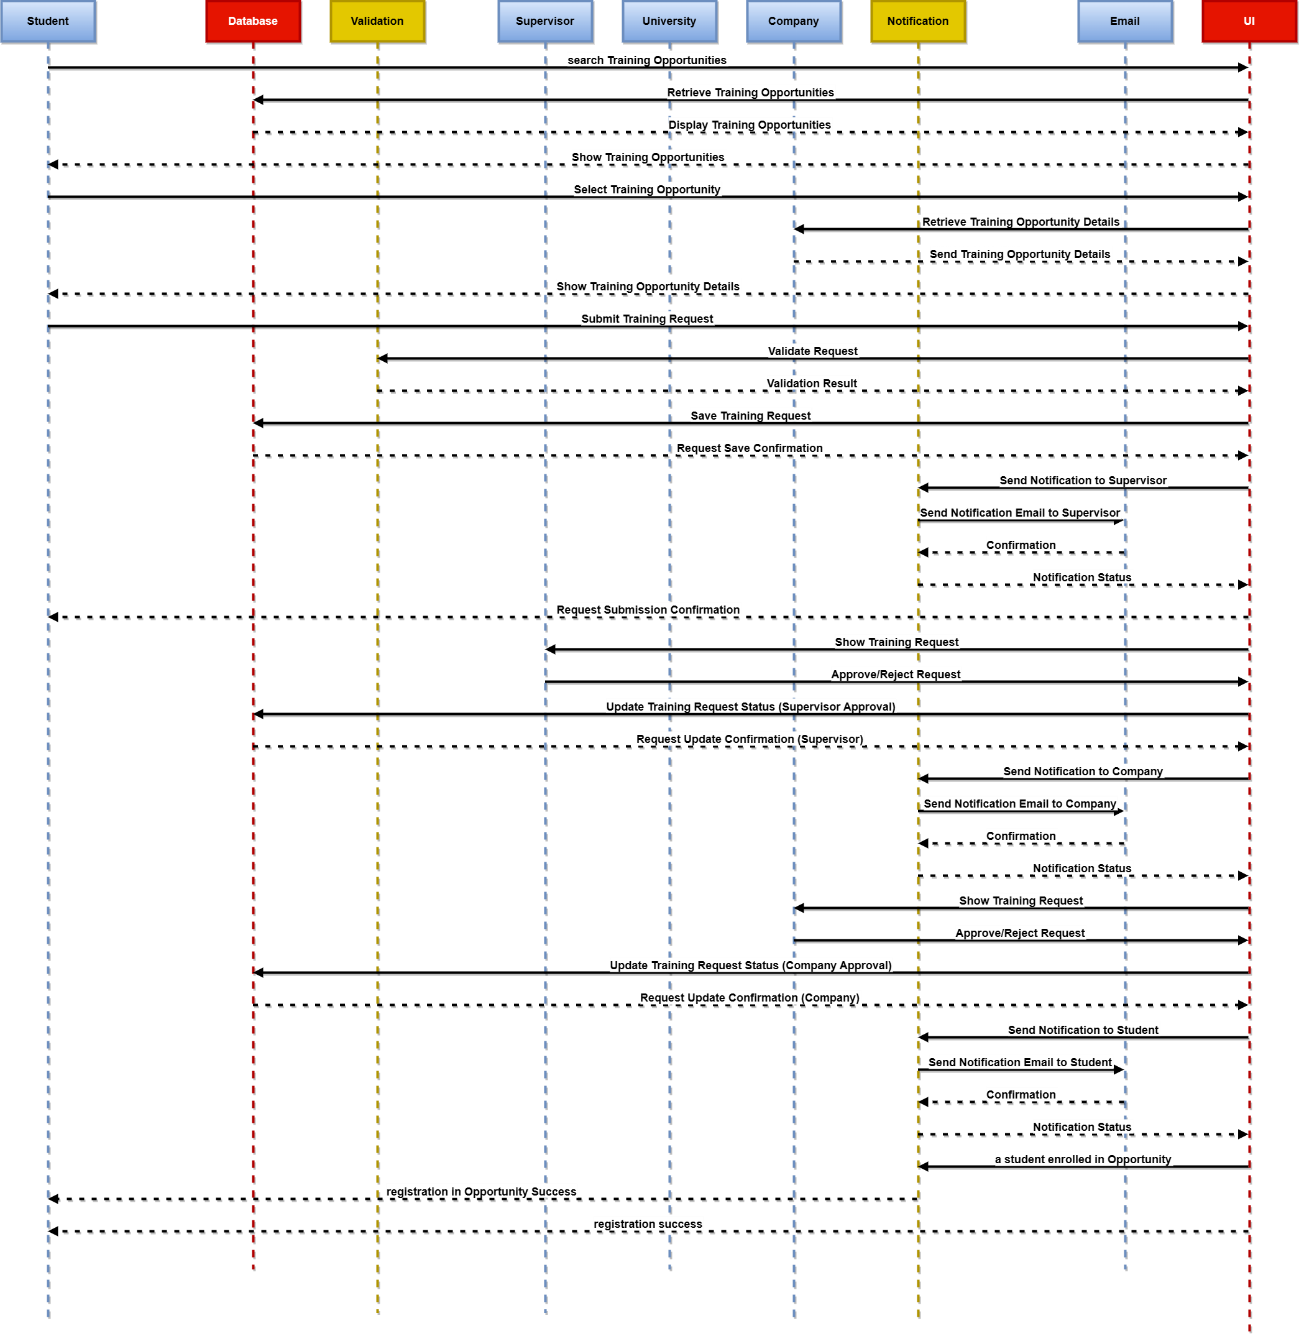 Student
Database
Validation
Supervisor
University
Company
Notification
Email
UI
search Training Opportunities
Retrieve Training Opportunities
Display Training Opportunities
Show Training Opportunities
Select Training Opportunity
Retrieve Training Opportunity Details
Send Training Opportunity Details
Show Training Opportunity Details
Submit Training Request
Validate Request
Validation Result
Save Training Request
Request Save Confirmation
Send Notification to Supervisor
Send Notification Email to Supervisor
Confirmation
Notification Status
Request Submission Confirmation
Show Training Request
Approve/Reject Request
Update Training Request Status (Supervisor Approval)
Request Update Confirmation (Supervisor)
Send Notification to Company
Send Notification Email to Company
Confirmation
Notification Status
Show Training Request
Approve/Reject Request
Update Training Request Status (Company Approval)
Request Update Confirmation (Company)
Send Notification to Student
Send Notification Email to Student
Confirmation
Notification Status
a student enrolled in Opportunity
registration in Opportunity Success
registration success